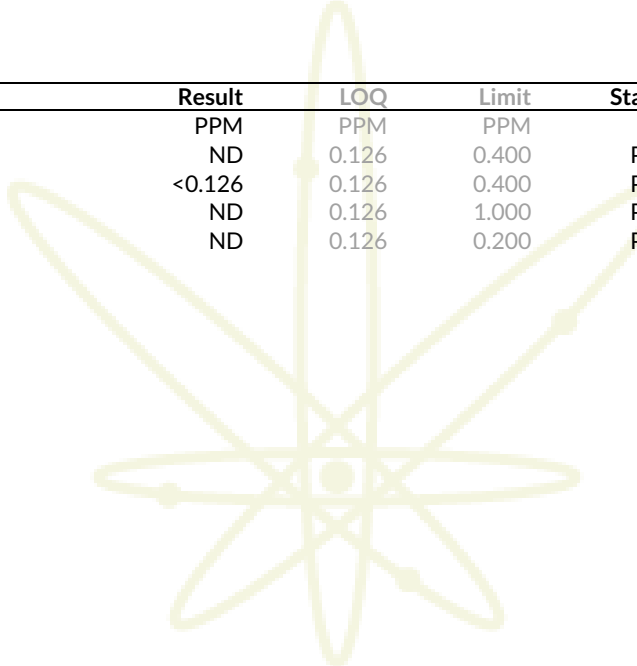 Result LOQ Limit Sta
PPM PPM PPM
ND 0.126 0.400 P
<0.126 0.126 0.400 P
ND 0.126 1.000 P
ND 0.126 0.200 P